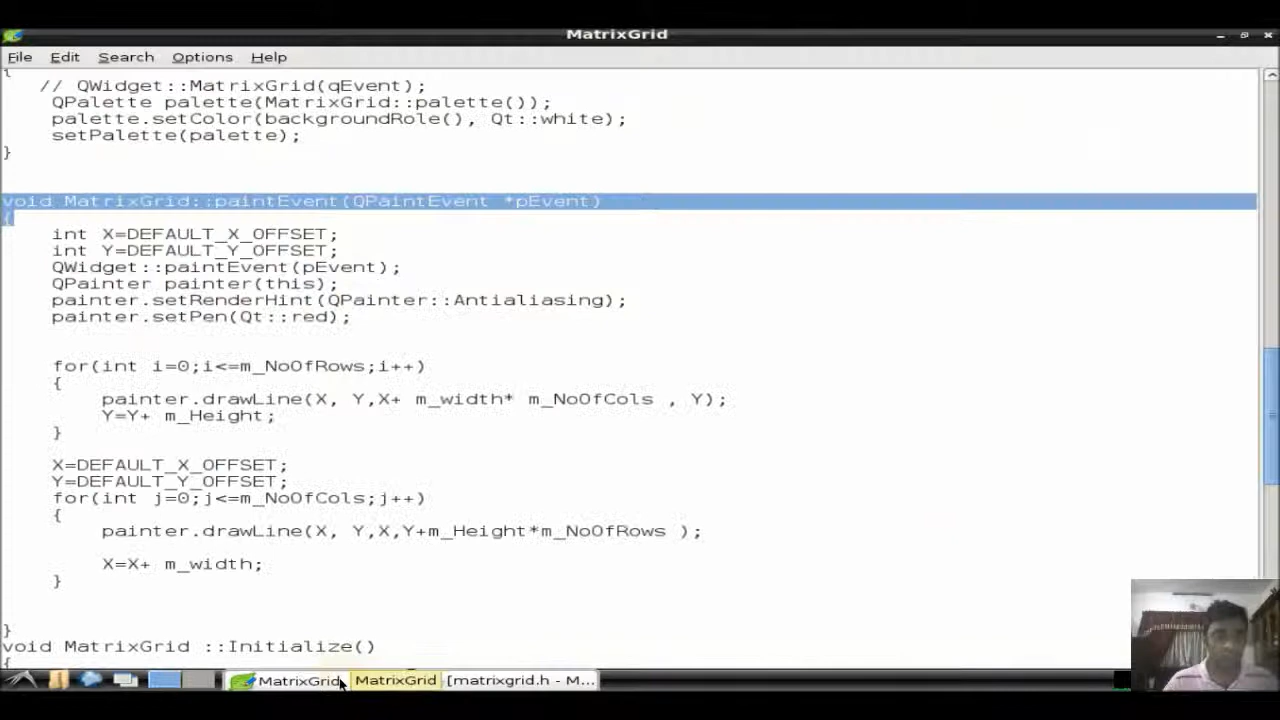 MatrixGrid
File Edit Search Options Help
{
// QWidget::MatrixGrid(qEvent);
QPalette palette(MatrixGrid::palette());
palette.setColor(backgroundRole(), Qt::white);
setPalette(palette);
}
void MatrixGrid::paintEvent(QPaintEvent *pEvent)
{
int X=DEFAULT_X_OFFSET;
int Y=DEFAULT_Y_OFFSET;
QWidget::paintEvent(pEvent);
QPainter painter(this);
painter.setRenderHint(QPainter::Antialiasing);
painter.setPen(Qt::red);
for(int i=0;i<=m_NoOfRows;i++)
{
painter.drawLine(X, Y,X+ m_width* m_NoOfCols , Y);
Y=Y+ m_Height;
}
X=DEFAULT_X_OFFSET;
Y=DEFAULT_Y_OFFSET;
for(int j=0;j<=m_NoOfCols;j++)
{
painter.drawLine(X, Y,X,Y+m_Height*m_NoOfRows );
X=X+ m_width;
}
}
void MatrixGrid ::Initialize()
{
MatrixGrid MatrixGrid [matrixgrid.h - M...